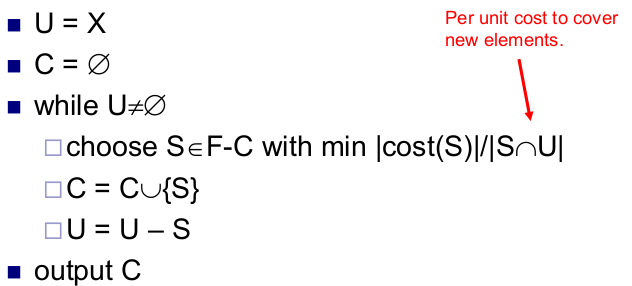 Per unit cost to cover
new elements.
U = X
C = ∅
while U≠∅
choose S∈F-C with min |cost(S)|/|S∩U|
C = C∪{S}
U = U – S
output C